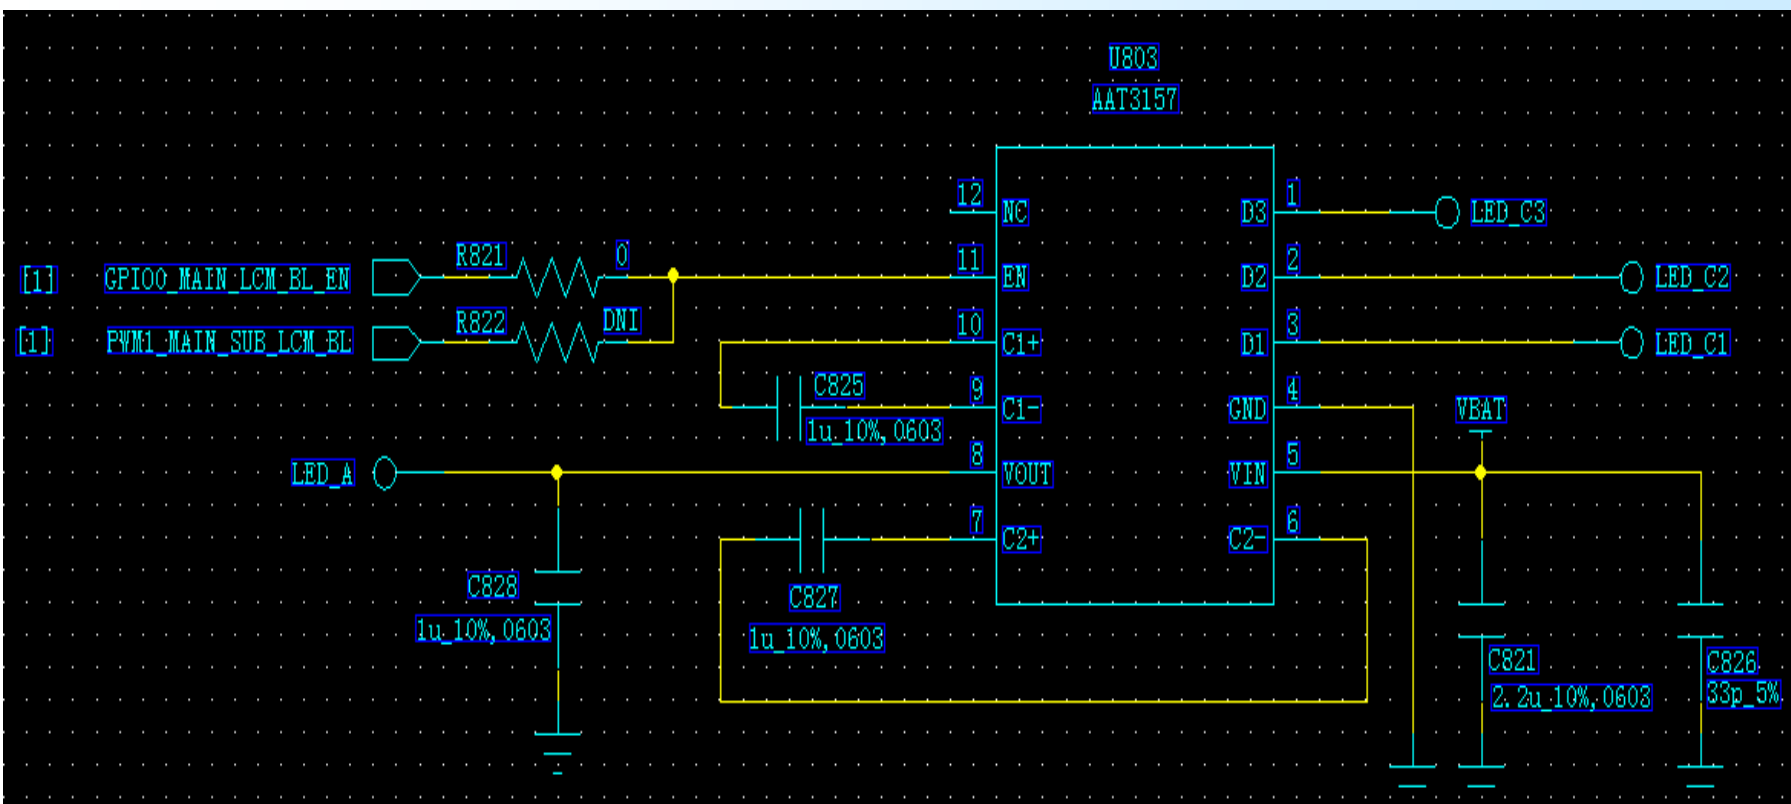 U803
AAT3157
12
NC
D3
1
LED_C3
[1]
GPIO0_MAIN_LCM_BL_EN
R821
0
11
EN
D2
2
LED_C2
[1]
PWM1_MAIN_SUB_LCM_BL
R822
DNI
10
C1+
D1
3
LED_C1
C825
1u_10%,0603
9
C1-
GND
4
VBAT
LED_A
8
VOUT
VIN
5
7
C2+
C2-
6
C828
1u_10%,0603
C827
1u_10%,0603
C821
2.2u_10%,0603
C826
33p_5%